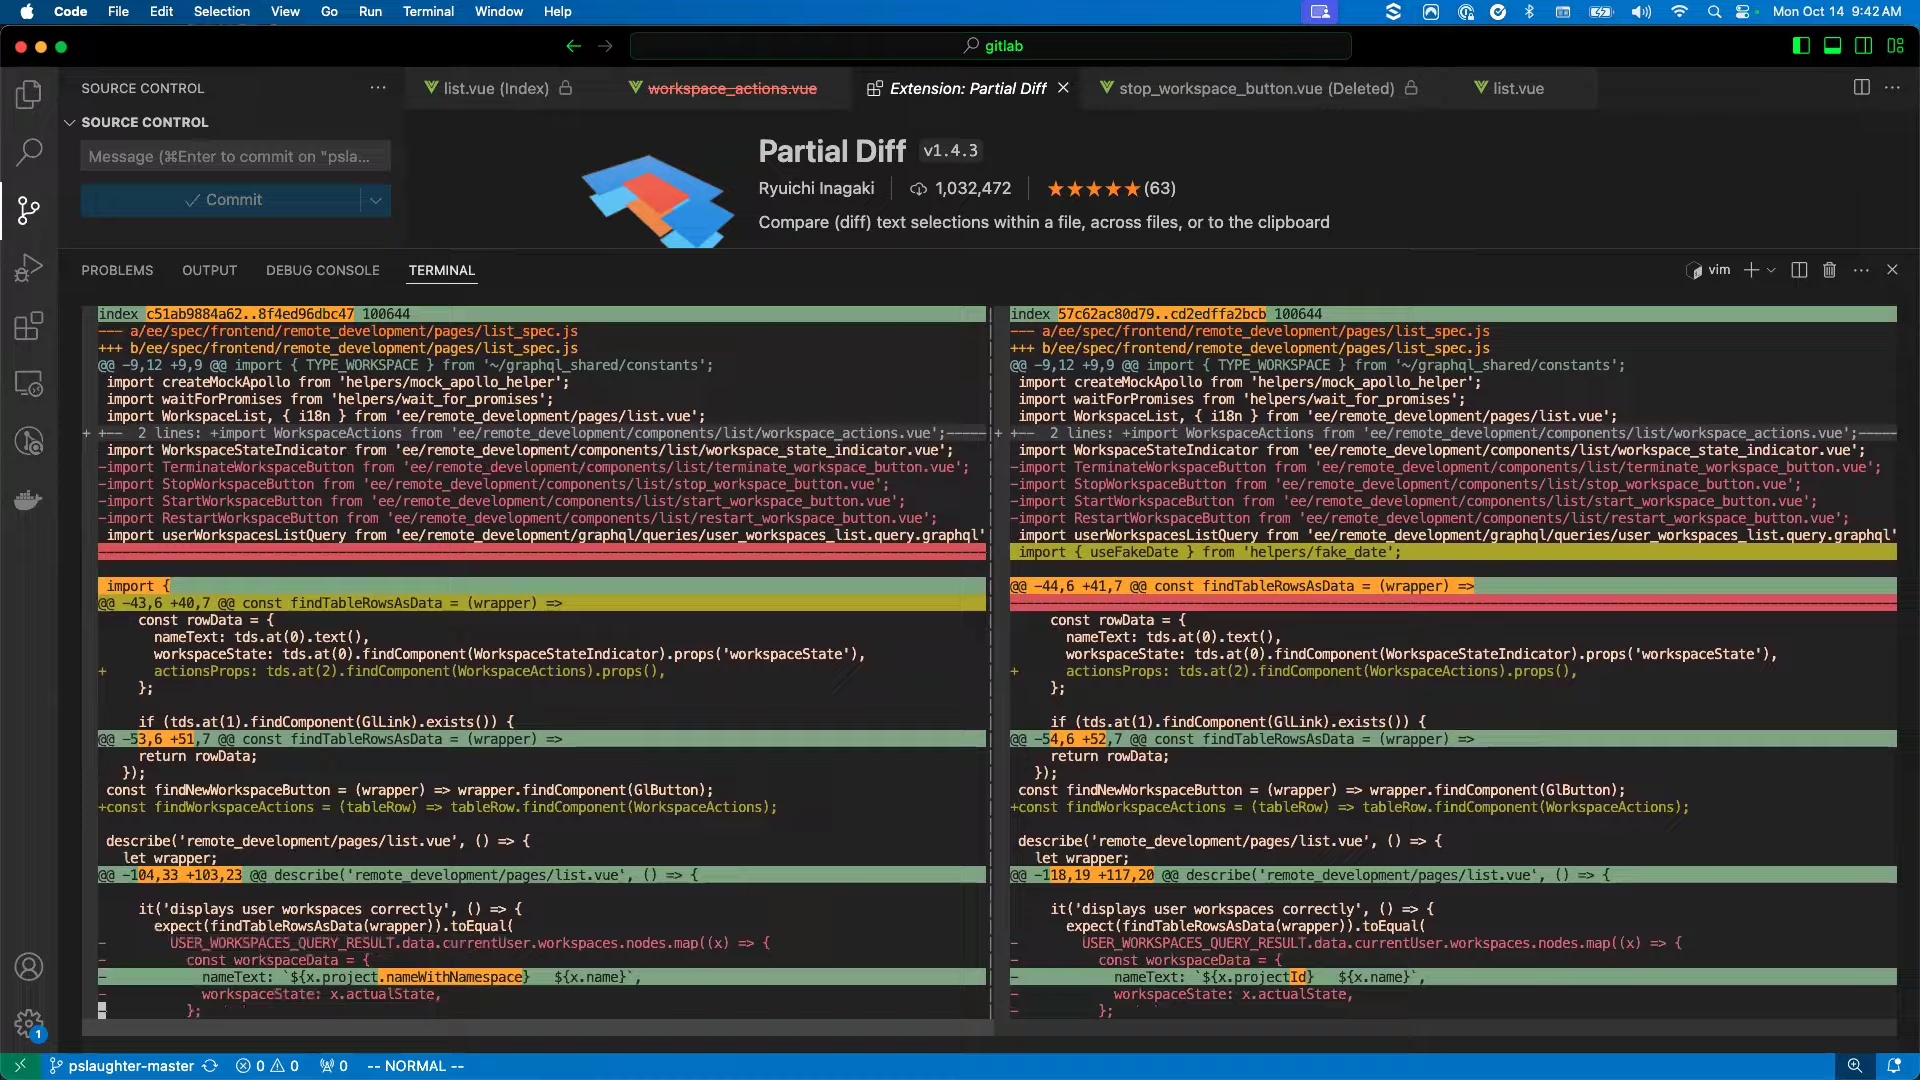 Code File Edit Selection View Go Run Terminal Window Help Mon Oct 14 9:42 AM
gitlab
SOURCE CONTROL
list.vue (Index) workspace_actions.vue Extension: Partial Diff stop_workspace_button.vue (Deleted) list.vue
SOURCE CONTROL
Message (⌘Enter to commit on "psla...
Commit
Partial Diff v1.4.3
Ryuichi Inagaki 1,032,472 ★★★★★(63)
Compare (diff) text selections within a file, across files, or to the clipboard
PROBLEMS OUTPUT DEBUG CONSOLE TERMINAL vim
index c51ab9884a62..8f4ed96dbc47 100644
--- a/ee/spec/frontend/remote_development/pages/list_spec.js
+++ b/ee/spec/frontend/remote_development/pages/list_spec.js
@@ -9,12 +9,9 @@ import { TYPE_WORKSPACE } from '~/graphql_shared/constants';
import createMockApollo from 'helpers/mock_apollo_helper';
import waitForPromises from 'helpers/wait_for_promises';
import WorkspaceList, { i18n } from 'ee/remote_development/pages/list.vue';
+ +-- 2 lines: +import WorkspaceActions from 'ee/remote_development/components/list/workspace_actions.vue';-----
import WorkspaceStateIndicator from 'ee/remote_development/components/list/workspace_state_indicator.vue';
-import TerminateWorkspaceButton from 'ee/remote_development/components/list/terminate_workspace_button.vue';
-import StopWorkspaceButton from 'ee/remote_development/components/list/stop_workspace_button.vue';
-import StartWorkspaceButton from 'ee/remote_development/components/list/start_workspace_button.vue';
-import RestartWorkspaceButton from 'ee/remote_development/components/list/restart_workspace_button.vue';
import userWorkspacesListQuery from 'ee/remote_development/graphql/queries/user_workspaces_list.query.graphql'
import {
@@ -43,6 +40,7 @@ const findTableRowsAsData = (wrapper) =>
const rowData = {
nameText: tds.at(0).text(),
workspaceState: tds.at(0).findComponent(WorkspaceStateIndicator).props('workspaceState'),
+ actionsProps: tds.at(2).findComponent(WorkspaceActions).props(),
};
if (tds.at(1).findComponent(GlLink).exists()) {
@@ -53,6 +51,7 @@ const findTableRowsAsData = (wrapper) =>
return rowData;
});
const findNewWorkspaceButton = (wrapper) => wrapper.findComponent(GlButton);
+const findWorkspaceActions = (tableRow) => tableRow.findComponent(WorkspaceActions);
describe('remote_development/pages/list.vue', () => {
let wrapper;
@@ -104,33 +103,23 @@ describe('remote_development/pages/list.vue', () => {
it('displays user workspaces correctly', () => {
expect(findTableRowsAsData(wrapper)).toEqual(
- USER_WORKSPACES_QUERY_RESULT.data.currentUser.workspaces.nodes.map((x) => {
- const workspaceData = {
- nameText: `${x.project.nameWithNamespace} ${x.name}`,
- workspaceState: x.actualState,
- };
index 57c62ac80d79..cd2edffa2bcb 100644
--- a/ee/spec/frontend/remote_development/pages/list_spec.js
+++ b/ee/spec/frontend/remote_development/pages/list_spec.js
@@ -9,12 +9,9 @@ import { TYPE_WORKSPACE } from '~/graphql_shared/constants';
import createMockApollo from 'helpers/mock_apollo_helper';
import waitForPromises from 'helpers/wait_for_promises';
import WorkspaceList, { i18n } from 'ee/remote_development/pages/list.vue';
+ +-- 2 lines: +import WorkspaceActions from 'ee/remote_development/components/list/workspace_actions.vue';-----
import WorkspaceStateIndicator from 'ee/remote_development/components/list/workspace_state_indicator.vue';
-import TerminateWorkspaceButton from 'ee/remote_development/components/list/terminate_workspace_button.vue';
-import StopWorkspaceButton from 'ee/remote_development/components/list/stop_workspace_button.vue';
-import StartWorkspaceButton from 'ee/remote_development/components/list/start_workspace_button.vue';
-import RestartWorkspaceButton from 'ee/remote_development/components/list/restart_workspace_button.vue';
import userWorkspacesListQuery from 'ee/remote_development/graphql/queries/user_workspaces_list.query.graphql'
import { useFakeDate } from 'helpers/fake_date';
@@ -44,6 +41,7 @@ const findTableRowsAsData = (wrapper) =>
const rowData = {
nameText: tds.at(0).text(),
workspaceState: tds.at(0).findComponent(WorkspaceStateIndicator).props('workspaceState'),
+ actionsProps: tds.at(2).findComponent(WorkspaceActions).props(),
};
if (tds.at(1).findComponent(GlLink).exists()) {
@@ -54,6 +52,7 @@ const findTableRowsAsData = (wrapper) =>
return rowData;
});
const findNewWorkspaceButton = (wrapper) => wrapper.findComponent(GlButton);
+const findWorkspaceActions = (tableRow) => tableRow.findComponent(WorkspaceActions);
describe('remote_development/pages/list.vue', () => {
let wrapper;
@@ -118,19 +117,20 @@ describe('remote_development/pages/list.vue', () => {
it('displays user workspaces correctly', () => {
expect(findTableRowsAsData(wrapper)).toEqual(
- USER_WORKSPACES_QUERY_RESULT.data.currentUser.workspaces.nodes.map((x) => {
- const workspaceData = {
- nameText: `${x.projectId} ${x.name}`,
- workspaceState: x.actualState,
- };
1
pslaughter-master 0 0 0 -- NORMAL --